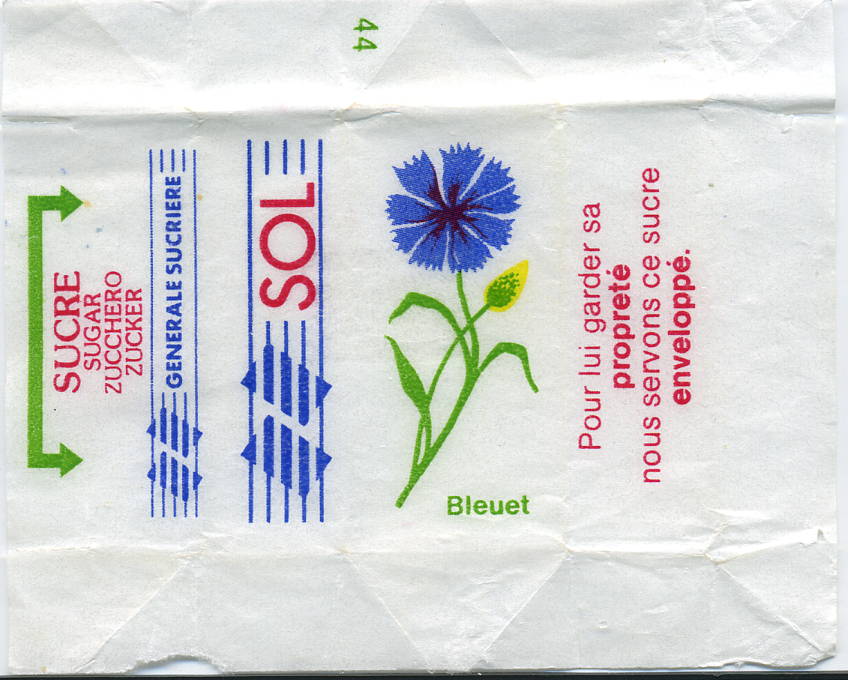 44
SUCRE
SUGAR
ZUCCHERO
ZUCKER
GENERALE SUCRIERE
SOL
Bleuet
Pour lui garder sa
propreté
nous servons ce sucre
enveloppé.